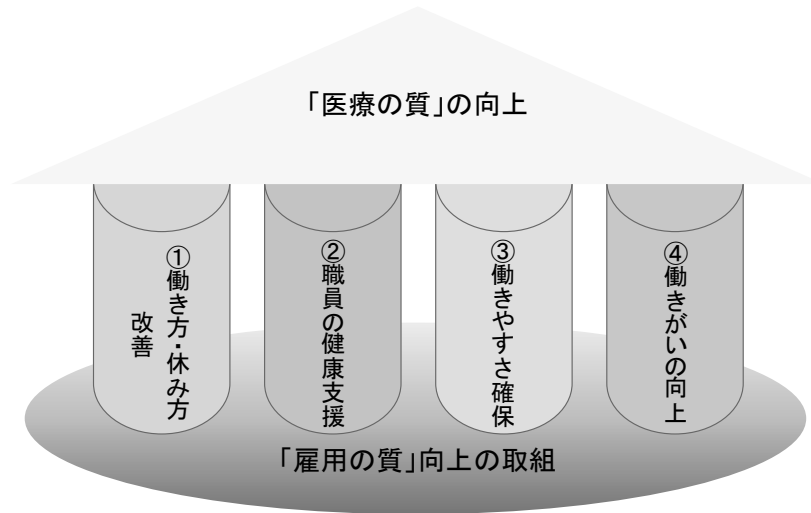 「医療の質」の向上
①働き方・休み方
改善
②職員の健康支援
③働きやすさ確保
④働きがいの向上
「雇用の質」向上の取組